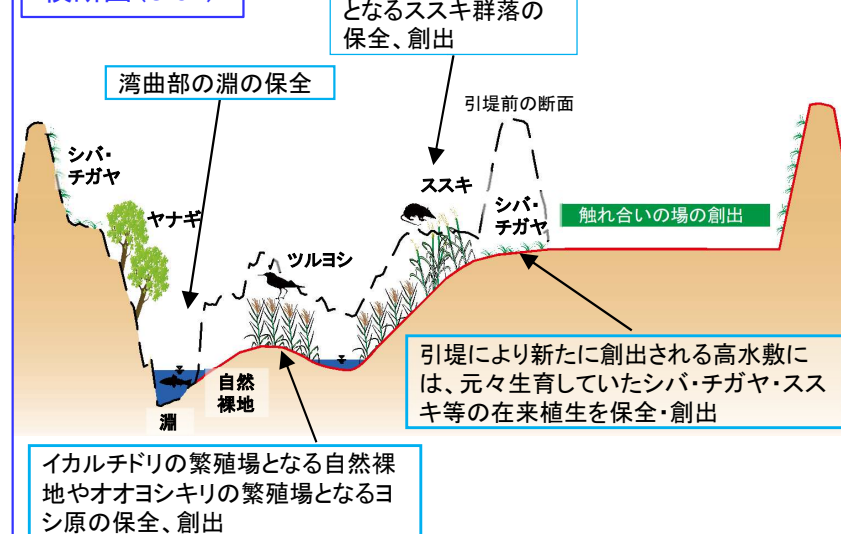 となるススキ群落の
保全、創出
湾曲部の淵の保全
引堤前の断面
シバ・
チガヤ
ヤナギ
ススキ
シバ・
チガヤ
触れ合いの場の創出
ツルヨシ
自然
裸地
淵
引堤により新たに創出される高水敷に
は、元々生育していたシバ・チガヤ・スス
キ等の在来植生を保全・創出
イカルチドリの繁殖場となる自然裸
地やオオヨシキリの繁殖場となるヨ
シ原の保全、創出